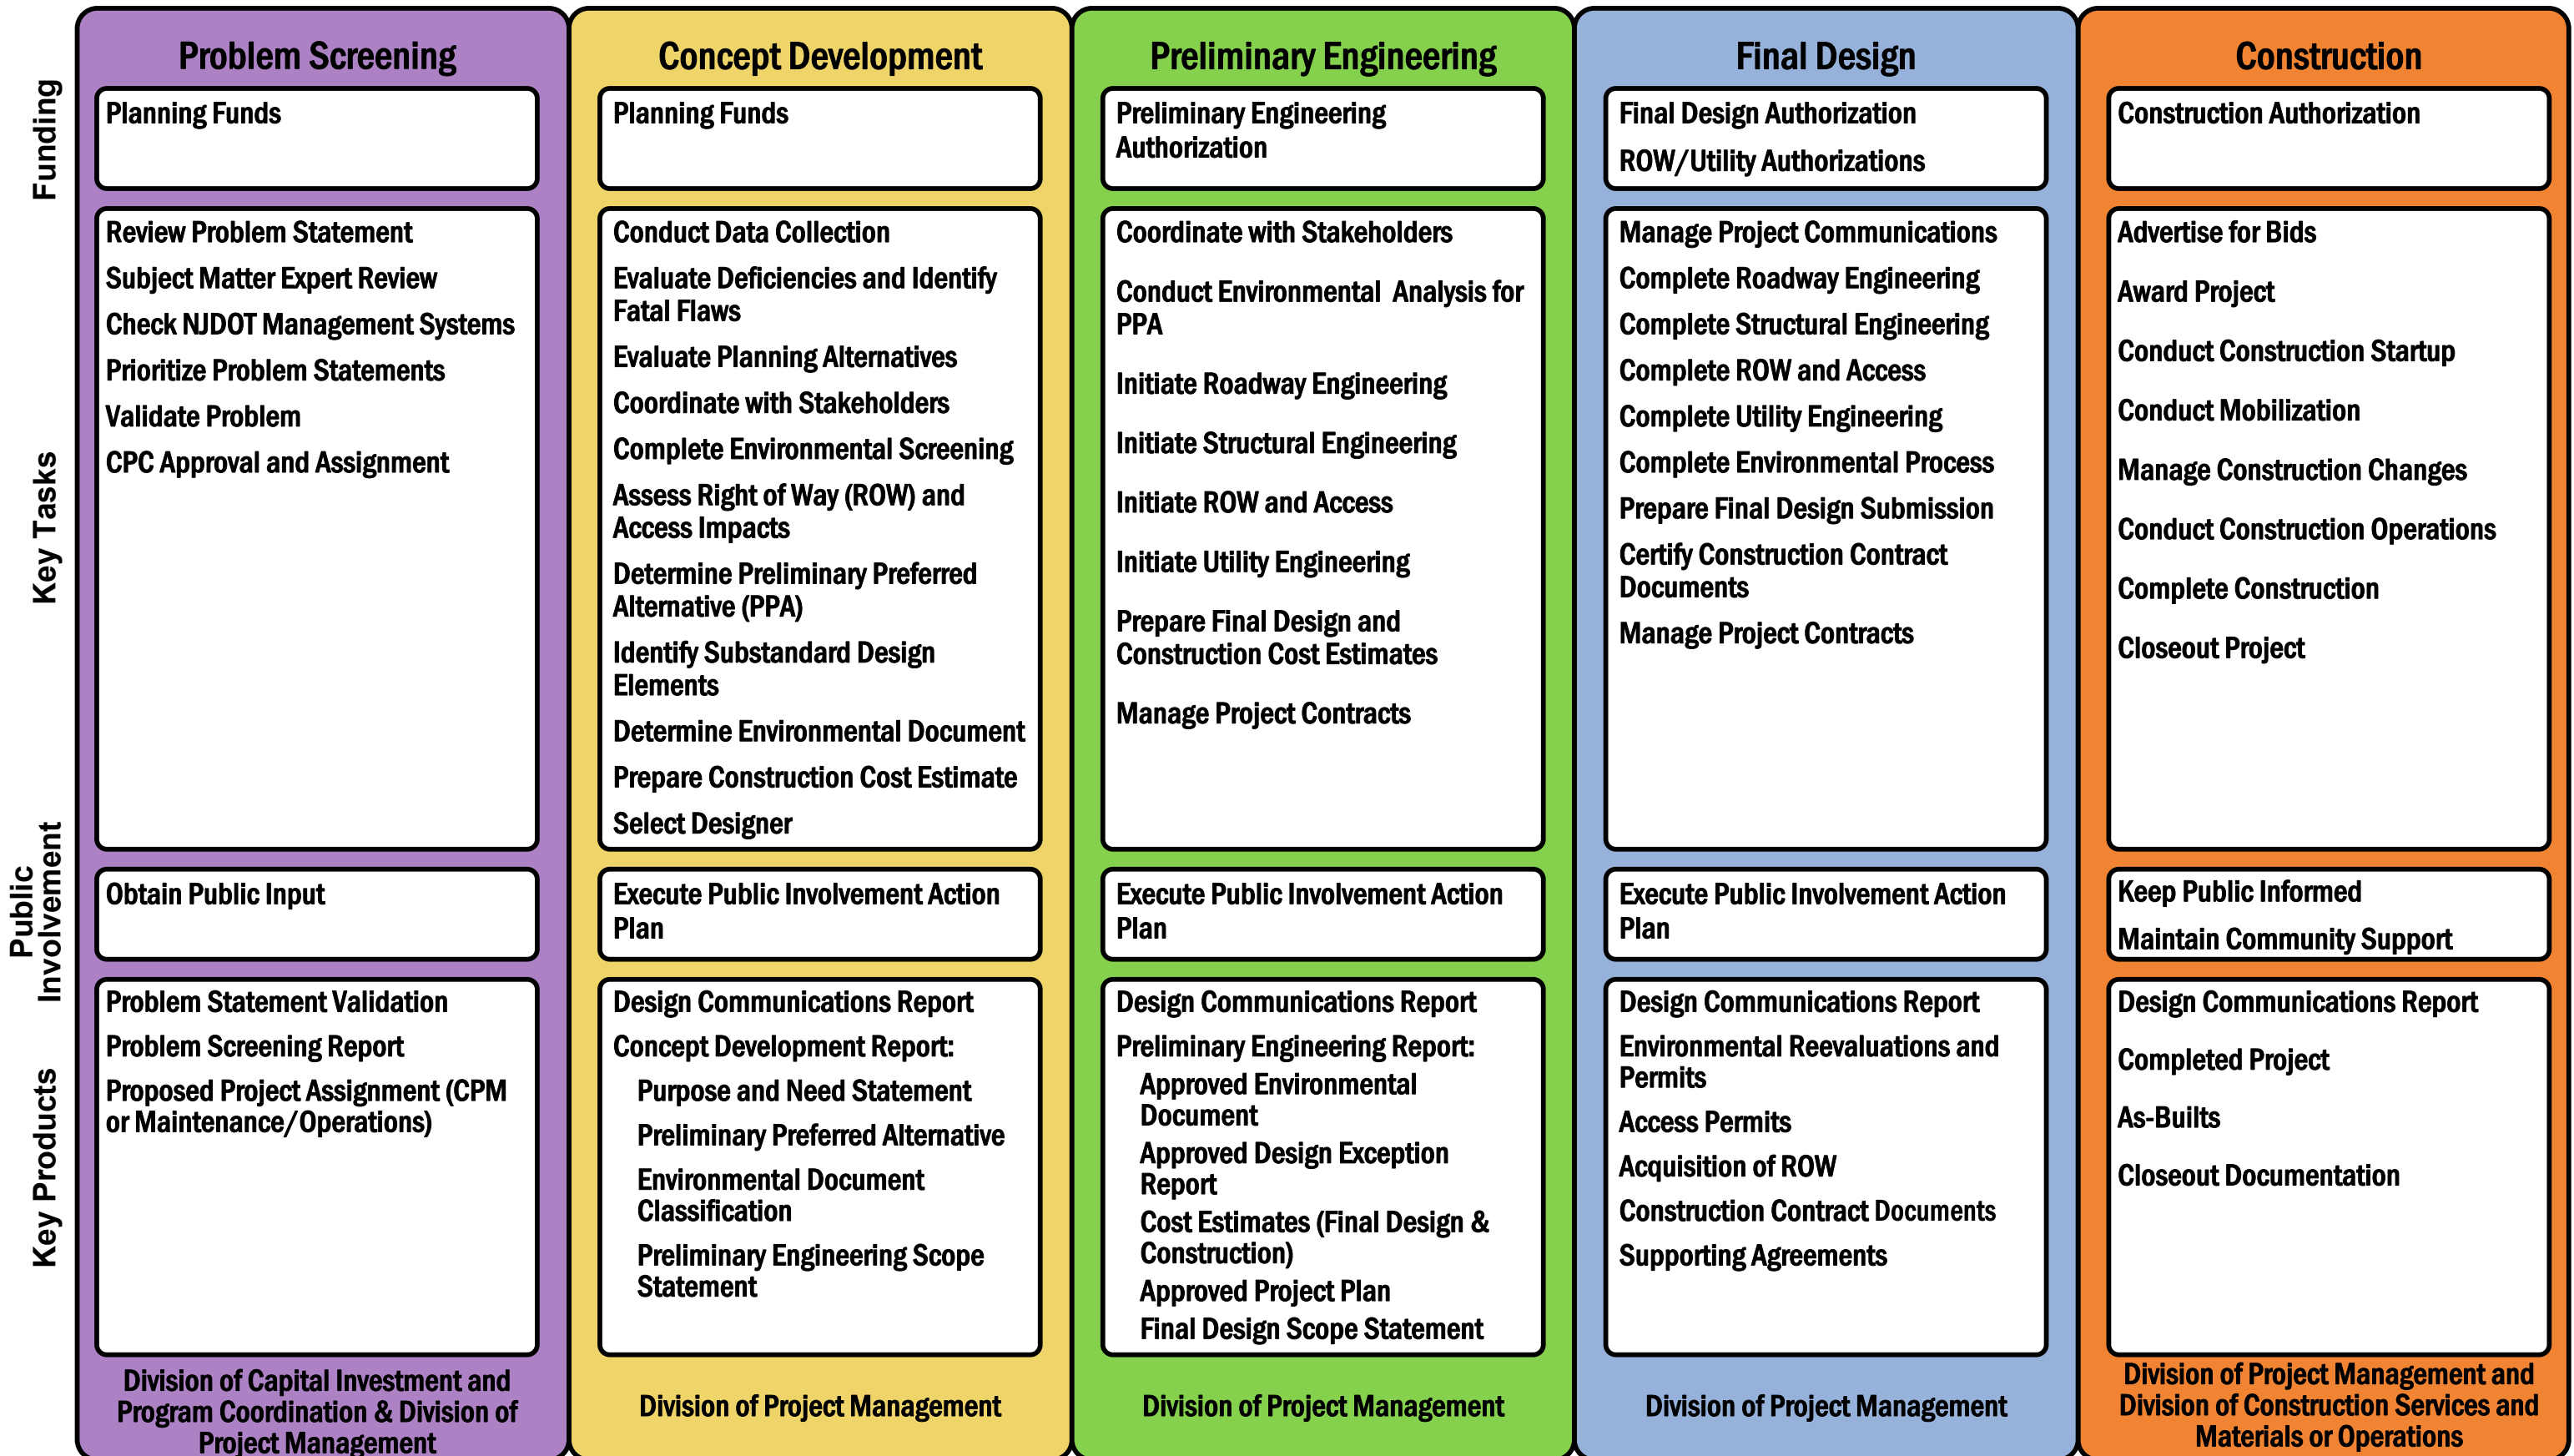 Problem Screening
Concept Development
Preliminary Engineering
Final Design
Construction
Funding
Planning Funds
Planning Funds
Preliminary Engineering
Authorization
Final Design Authorization
ROW/Utility Authorizations
Construction Authorization
Key Tasks
Review Problem Statement
Subject Matter Expert Review
Check NJDOT Management Systems
Prioritize Problem Statements
Validate Problem
CPC Approval and Assignment
Conduct Data Collection
Evaluate Deficiencies and Identify
Fatal Flaws
Evaluate Planning Alternatives
Coordinate with Stakeholders
Complete Environmental Screening
Assess Right of Way (ROW) and
Access Impacts
Determine Preliminary Preferred
Alternative (PPA)
Identify Substandard Design
Elements
Determine Environmental Document
Prepare Construction Cost Estimate
Select Designer
Coordinate with Stakeholders
Conduct Environmental Analysis for
PPA
Initiate Roadway Engineering
Initiate Structural Engineering
Initiate ROW and Access
Initiate Utility Engineering
Prepare Final Design and
Construction Cost Estimates
Manage Project Contracts
Manage Project Communications
Complete Roadway Engineering
Complete Structural Engineering
Complete ROW and Access
Complete Utility Engineering
Complete Environmental Process
Prepare Final Design Submission
Certify Construction Contract
Documents
Manage Project Contracts
Advertise for Bids
Award Project
Conduct Construction Startup
Conduct Mobilization
Manage Construction Changes
Conduct Construction Operations
Complete Construction
Closeout Project
Public
Involvement
Obtain Public Input
Execute Public Involvement Action
Plan
Execute Public Involvement Action
Plan
Execute Public Involvement Action
Plan
Keep Public Informed
Maintain Community Support
Key Products
Problem Statement Validation
Problem Screening Report
Proposed Project Assignment (CPM
or Maintenance/Operations)
Design Communications Report
Concept Development Report:
Purpose and Need Statement
Preliminary Preferred Alternative
Environmental Document
Classification
Preliminary Engineering Scope
Statement
Design Communications Report
Preliminary Engineering Report:
Approved Environmental
Document
Approved Design Exception
Report
Cost Estimates (Final Design &
Construction)
Approved Project Plan
Final Design Scope Statement
Design Communications Report
Environmental Reevaluations and
Permits
Access Permits
Acquisition of ROW
Construction Contract Documents
Supporting Agreements
Design Communications Report
Completed Project
As-Builts
Closeout Documentation
Division of Capital Investment and
Program Coordination & Division of
Project Management
Division of Project Management
Division of Project Management
Division of Project Management
Division of Project Management and
Division of Construction Services and
Materials or Operations